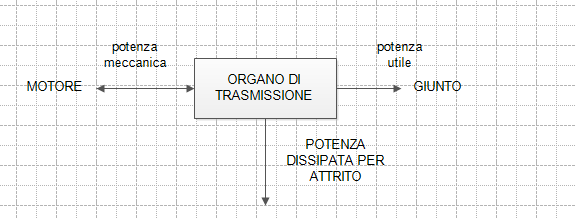 potenza
meccanica
potenza
utile
MOTORE
ORGANO DI
TRASMISSIONE
GIUNTO
POTENZA
DISSIPATA PER
ATTRITO